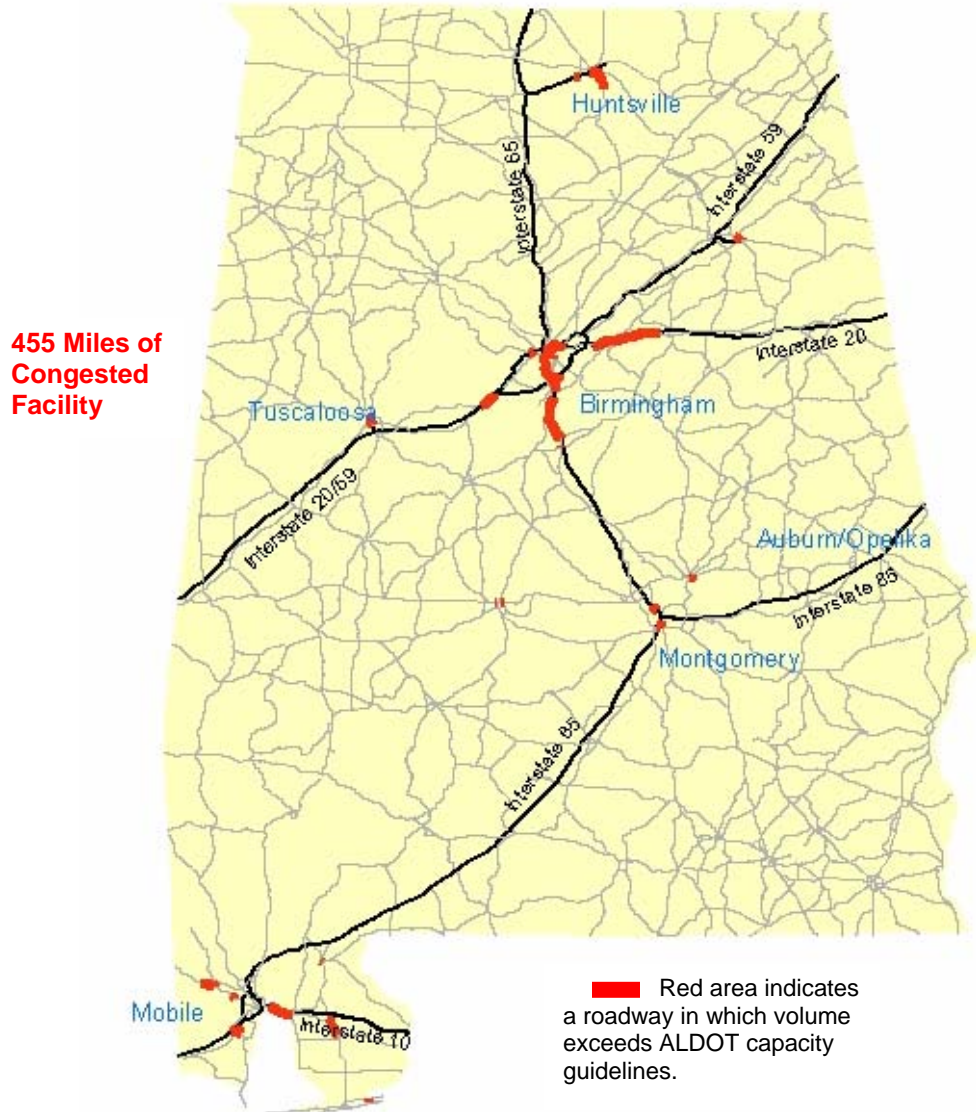 Huntsville
Interstate 65
Interstate 59
455 Miles of
Congested
Facility
Interstate 20
Tuscaloosa
Birmingham
Interstate 20/59
Auburn/Opelika
Interstate 85
Montgomery
Interstate 65
Mobile
Interstate 10
Red area indicates
a roadway in which volume
exceeds ALDOT capacity
guidelines.